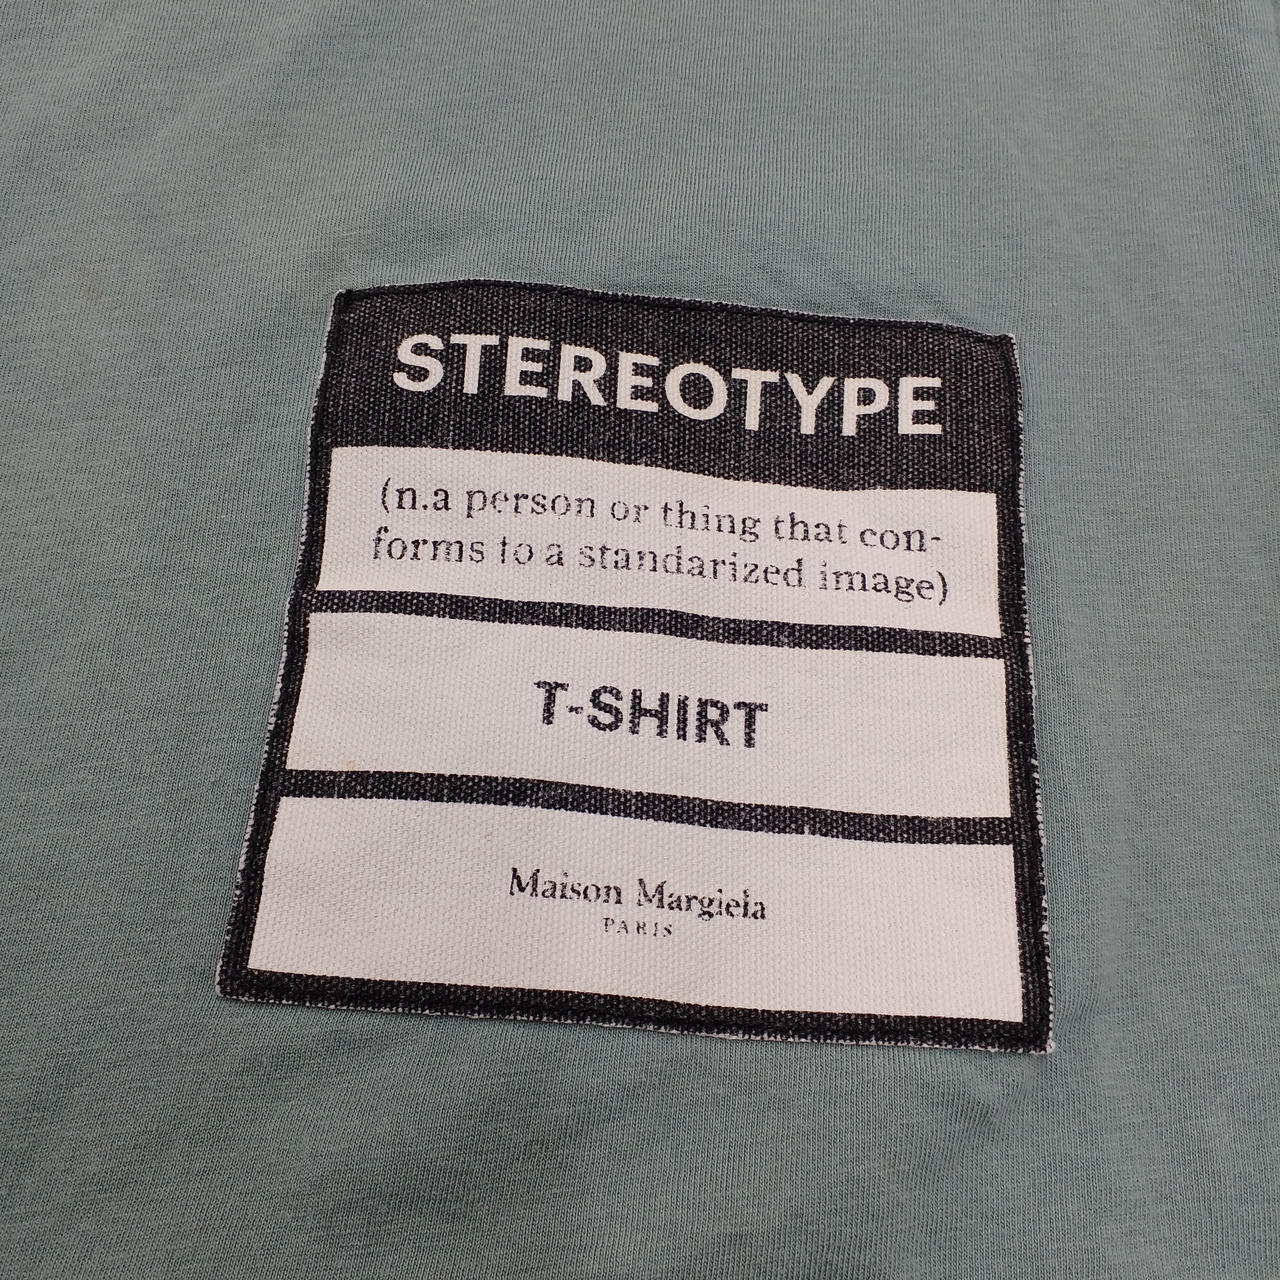 STEREOTYPE
(n.a person or thing that con-
forms to a standarized image)
T-SHIRT
Maison Margiela
PARIS